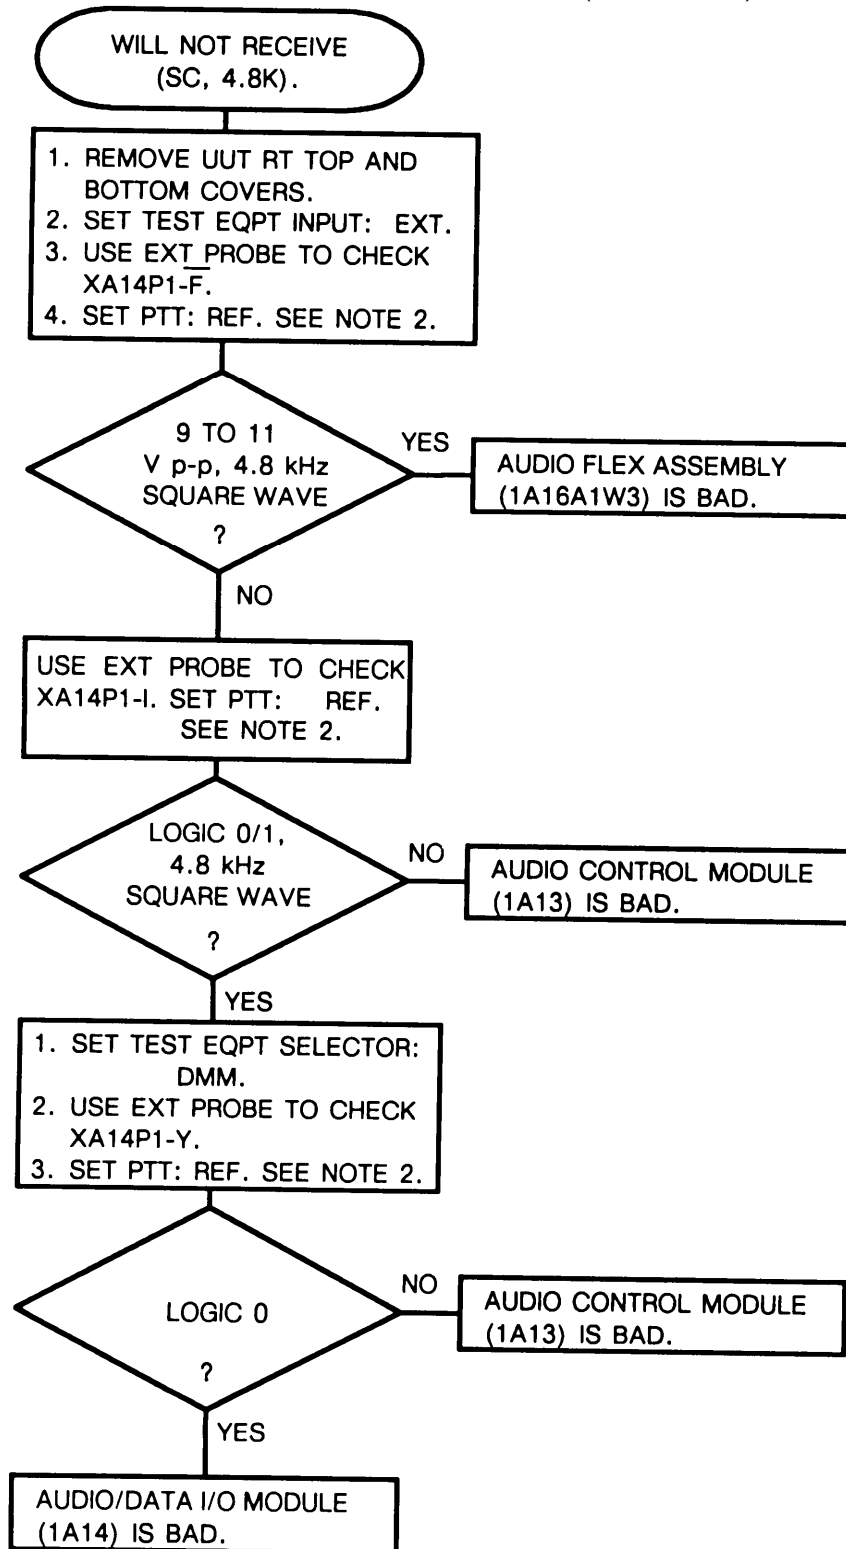 WILL NOT RECEIVE
(SC, 4.8K).
1. REMOVE UUT RT TOP AND
BOTTOM COVERS.
2. SET TEST EQPT INPUT: EXT.
3. USE EXT PROBE TO CHECK
XA14P1-F̅.
4. SET PTT: REF. SEE NOTE 2.
9 TO 11
V p-p, 4.8 kHz
SQUARE WAVE
?
YES
AUDIO FLEX ASSEMBLY
(1A16A1W3) IS BAD.
NO
USE EXT PROBE TO CHECK
XA14P1-I. SET PTT: REF.
SEE NOTE 2.
LOGIC 0/1,
4.8 kHz
SQUARE WAVE
?
NO
AUDIO CONTROL MODULE
(1A13) IS BAD.
YES
1. SET TEST EQPT SELECTOR:
DMM.
2. USE EXT PROBE TO CHECK
XA14P1-Y.
3. SET PTT: REF. SEE NOTE 2.
LOGIC 0
?
NO
AUDIO CONTROL MODULE
(1A13) IS BAD.
YES
AUDIO/DATA I/O MODULE
(1A14) IS BAD.